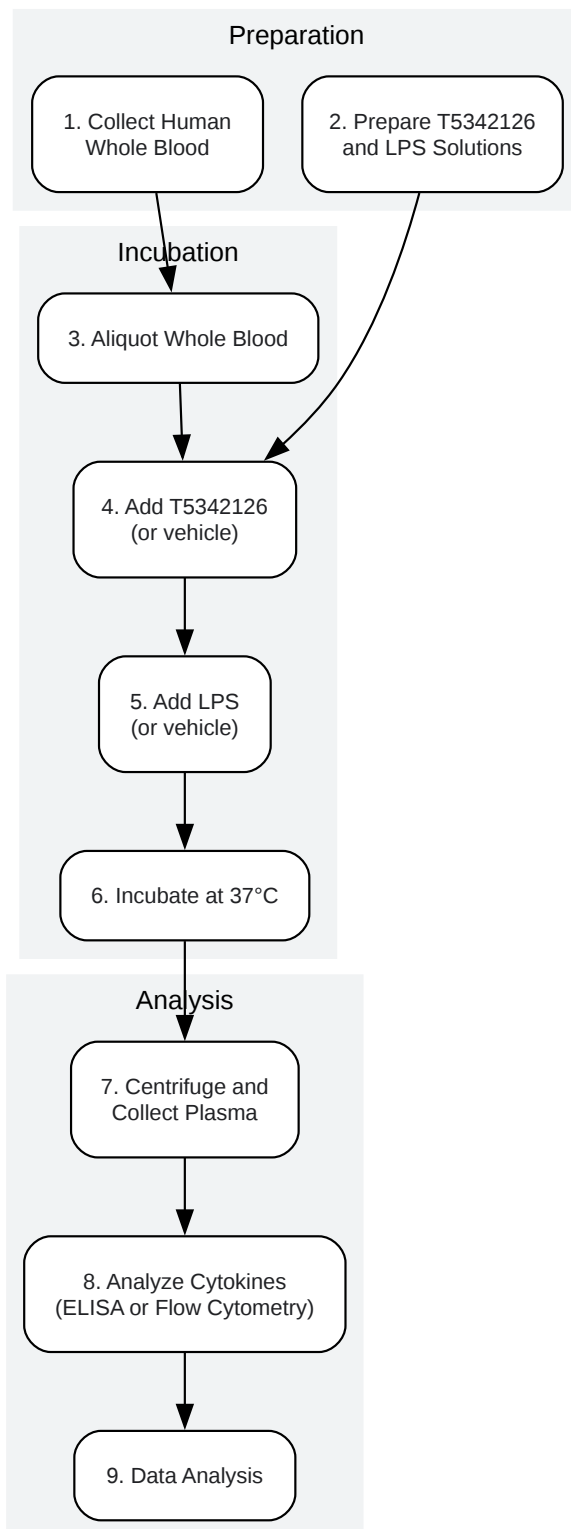 Preparation
1. Collect Human
Whole Blood
2. Prepare T5342126
and LPS Solutions
Incubation
3. Aliquot Whole Blood
4. Add T5342126
(or vehicle)
5. Add LPS
(or vehicle)
6. Incubate at 37°C
Analysis
7. Centrifuge and
Collect Plasma
8. Analyze Cytokines
(ELISA or Flow Cytometry)
9. Data Analysis